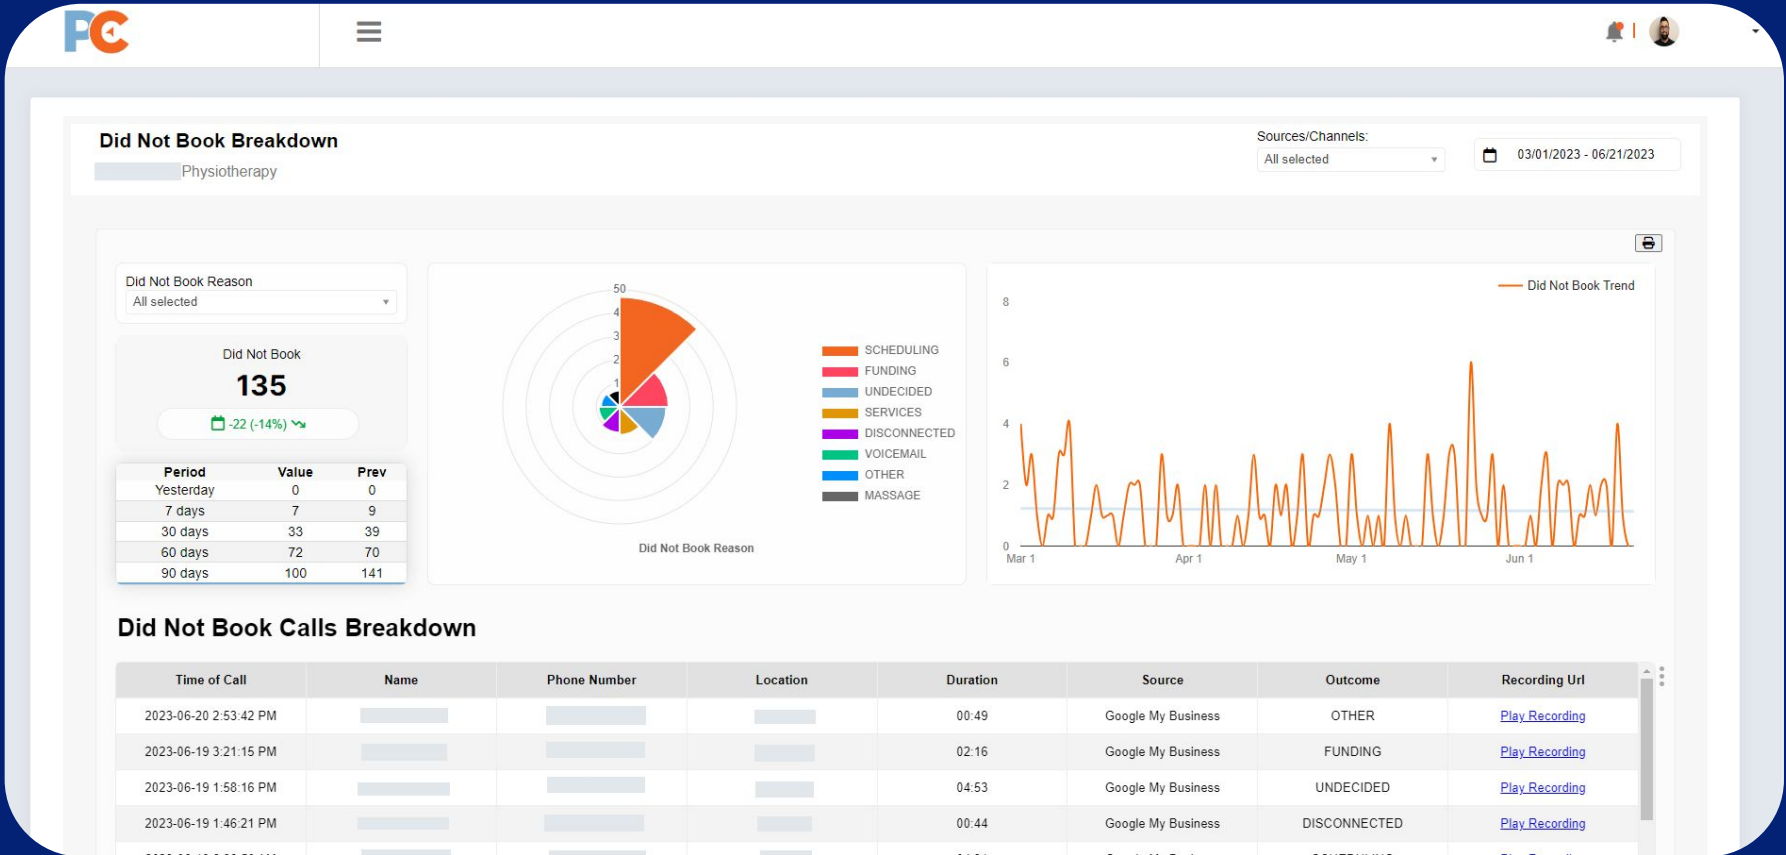 PC
Did Not Book Breakdown
Physiotherapy
Sources/Channels:
All selected
03/01/2023 - 06/21/2023
Did Not Book Reason
All selected
Did Not Book
135
-22 (-14%)
Period Value Prev
Yesterday 0 0
7 days 7 9
30 days 33 39
60 days 72 70
90 days 100 141
50
4
3
2
1
SCHEDULING
FUNDING
UNDECIDED
SERVICES
DISCONNECTED
VOICEMAIL
OTHER
MASSAGE
Did Not Book Reason
Did Not Book Trend
8
6
4
2
0
Mar 1 Apr 1 May 1 Jun 1
Did Not Book Calls Breakdown
Time of Call Name Phone Number Location Duration Source Outcome Recording Url
2023-06-20 2:53:42 PM 00:49 Google My Business OTHER Play Recording
2023-06-19 3:21:15 PM 02:16 Google My Business FUNDING Play Recording
2023-06-19 1:58:16 PM 04:53 Google My Business UNDECIDED Play Recording
2023-06-19 1:46:21 PM 00:44 Google My Business DISCONNECTED Play Recording